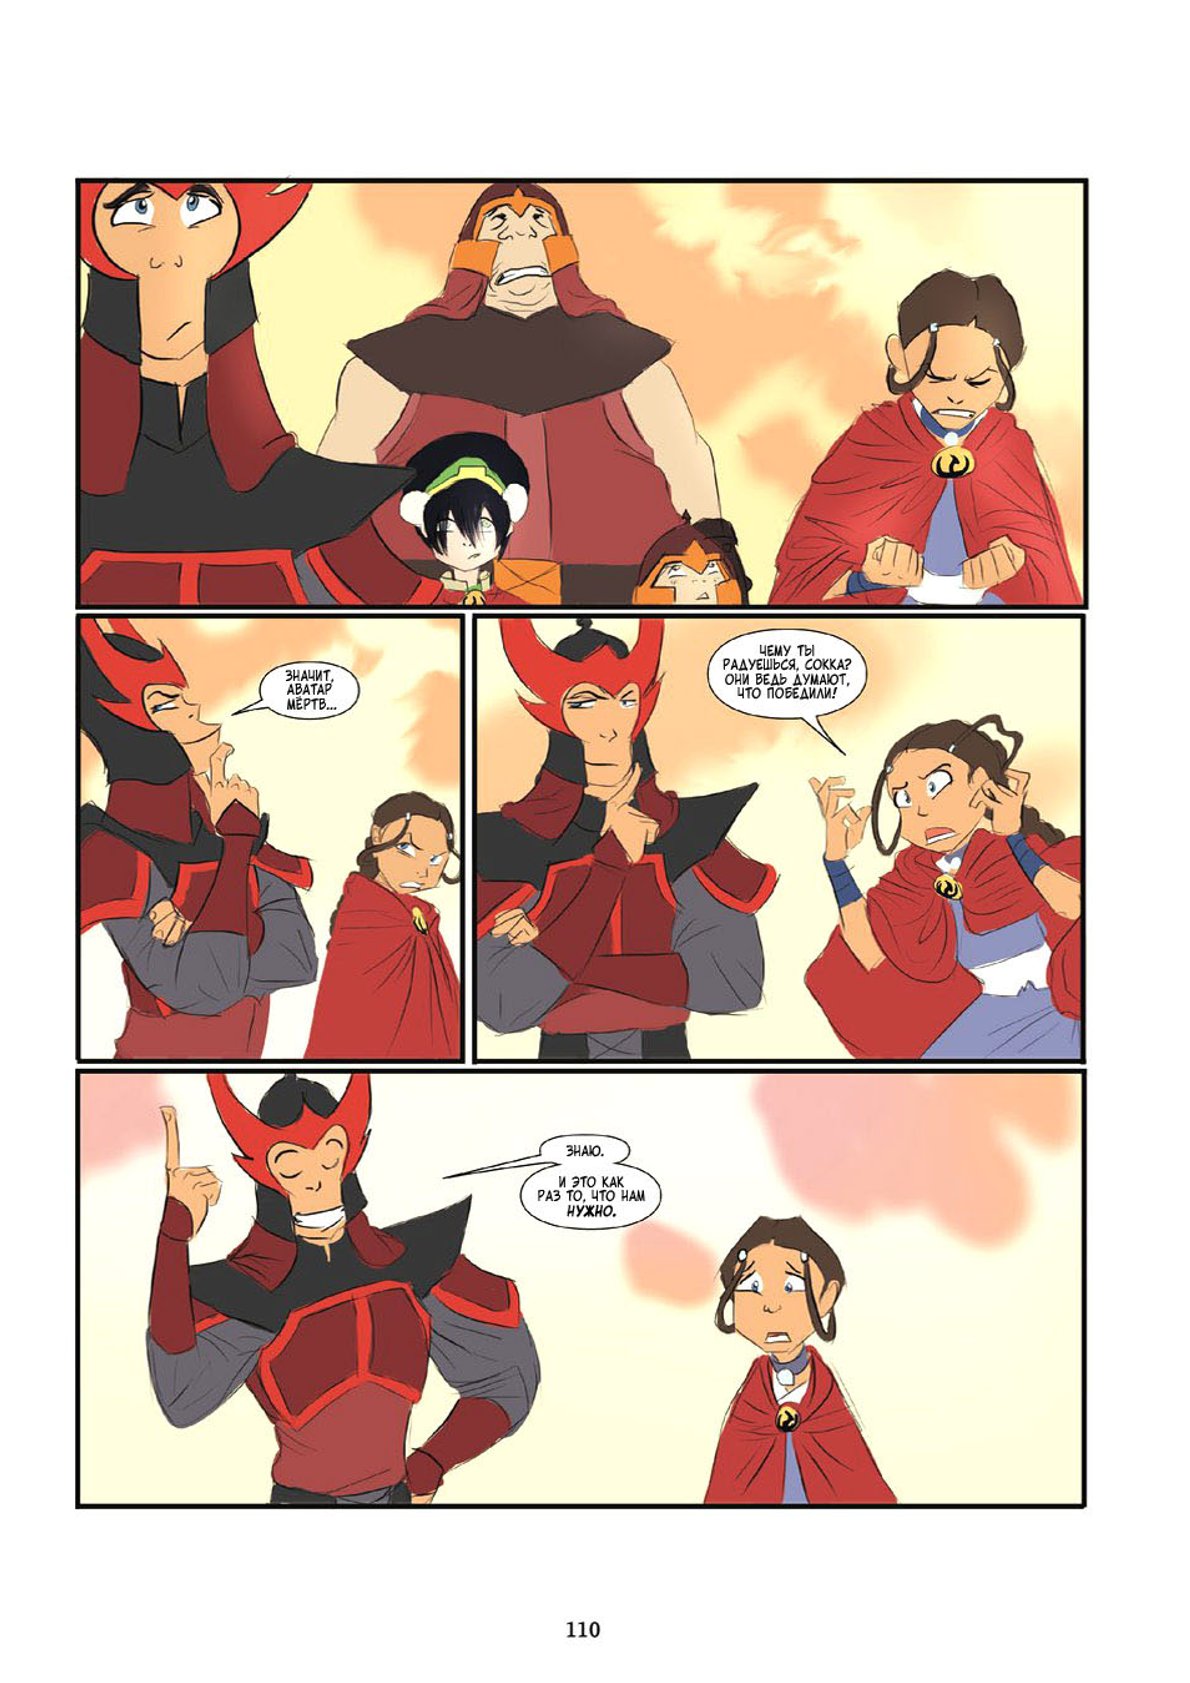 ЗНАЧИТ,
АВАТАР
МЁРТВ...
ЧЕМУ ТЫ
РАДУЕШЬСЯ, СОККА?
ОНИ ВЕДЬ ДУМАЮТ,
ЧТО ПОБЕДИЛИ!
ЗНАЮ.
И ЭТО КАК
РАЗ ТО, ЧТО НАМ
НУЖНО.
110